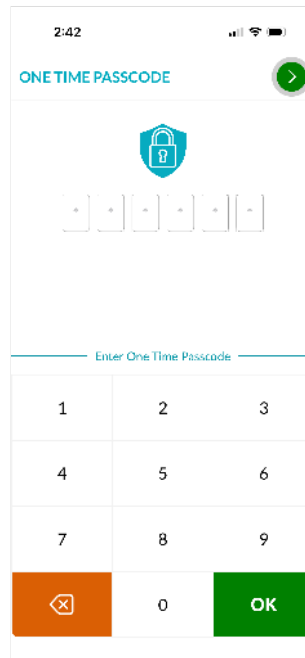 2:42
ONE TIME PASSCODE
* * * * * *
Enter One Time Passcode
1 2 3
4 5 6
7 8 9
0 OK